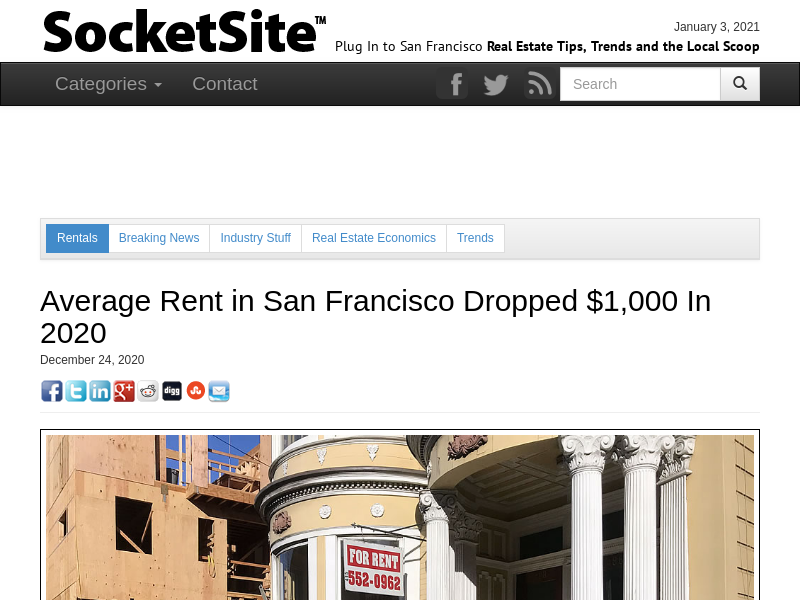 SocketSite™
January 3, 2021
Plug In to San Francisco Real Estate Tips, Trends and the Local Scoop
Categories
Contact
Search
Rentals
Breaking News
Industry Stuff
Real Estate Economics
Trends
Average Rent in San Francisco Dropped $1,000 In
2020
December 24, 2020
digg
FOR RENT
552-0962